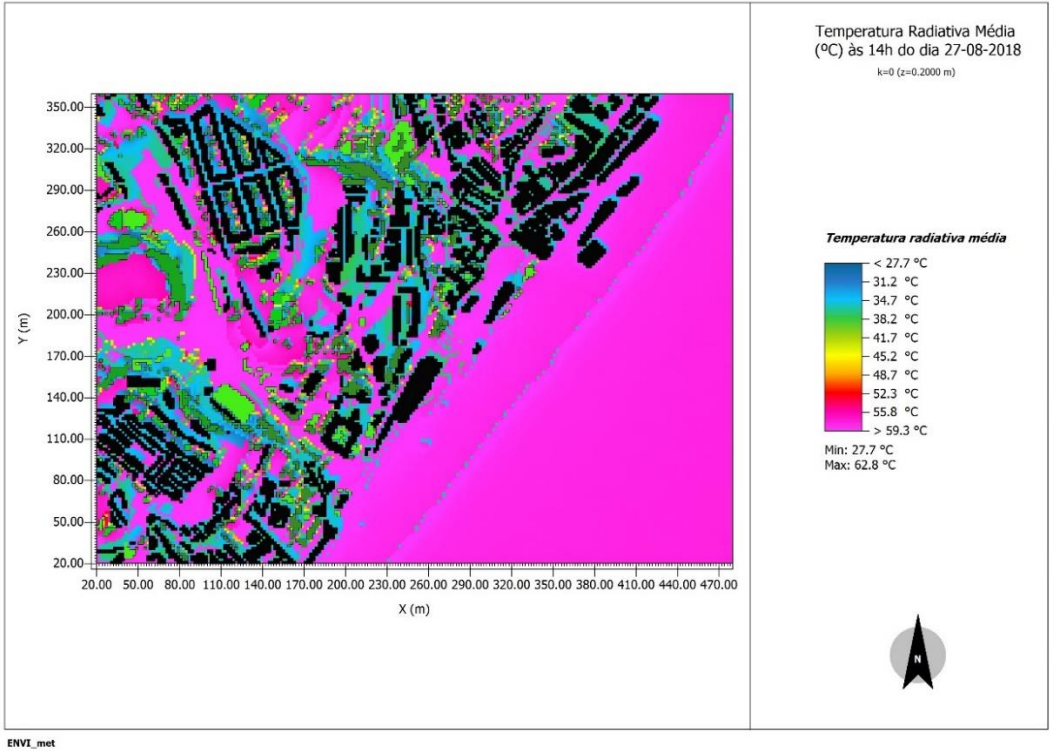 Temperatura Radiativa Média
(ºC) às 14h do dia 27-08-2018
k=0 (z=0.2000 m)
350.00
320.00
290.00
260.00
230.00
200.00
170.00
140.00
110.00
80.00
50.00
20.00
Y (m)
20.00 50.00 80.00 110.00 140.00 170.00 200.00 230.00 260.00 290.00 320.00 350.00 380.00 410.00 440.00 470.00
X (m)
Temperatura radiativa média
< 27.7 °C
31.2 °C
34.7 °C
38.2 °C
41.7 °C
45.2 °C
48.7 °C
52.3 °C
55.8 °C
> 59.3 °C
Min: 27.7 °C
Max: 62.8 °C
N
ENVI_met